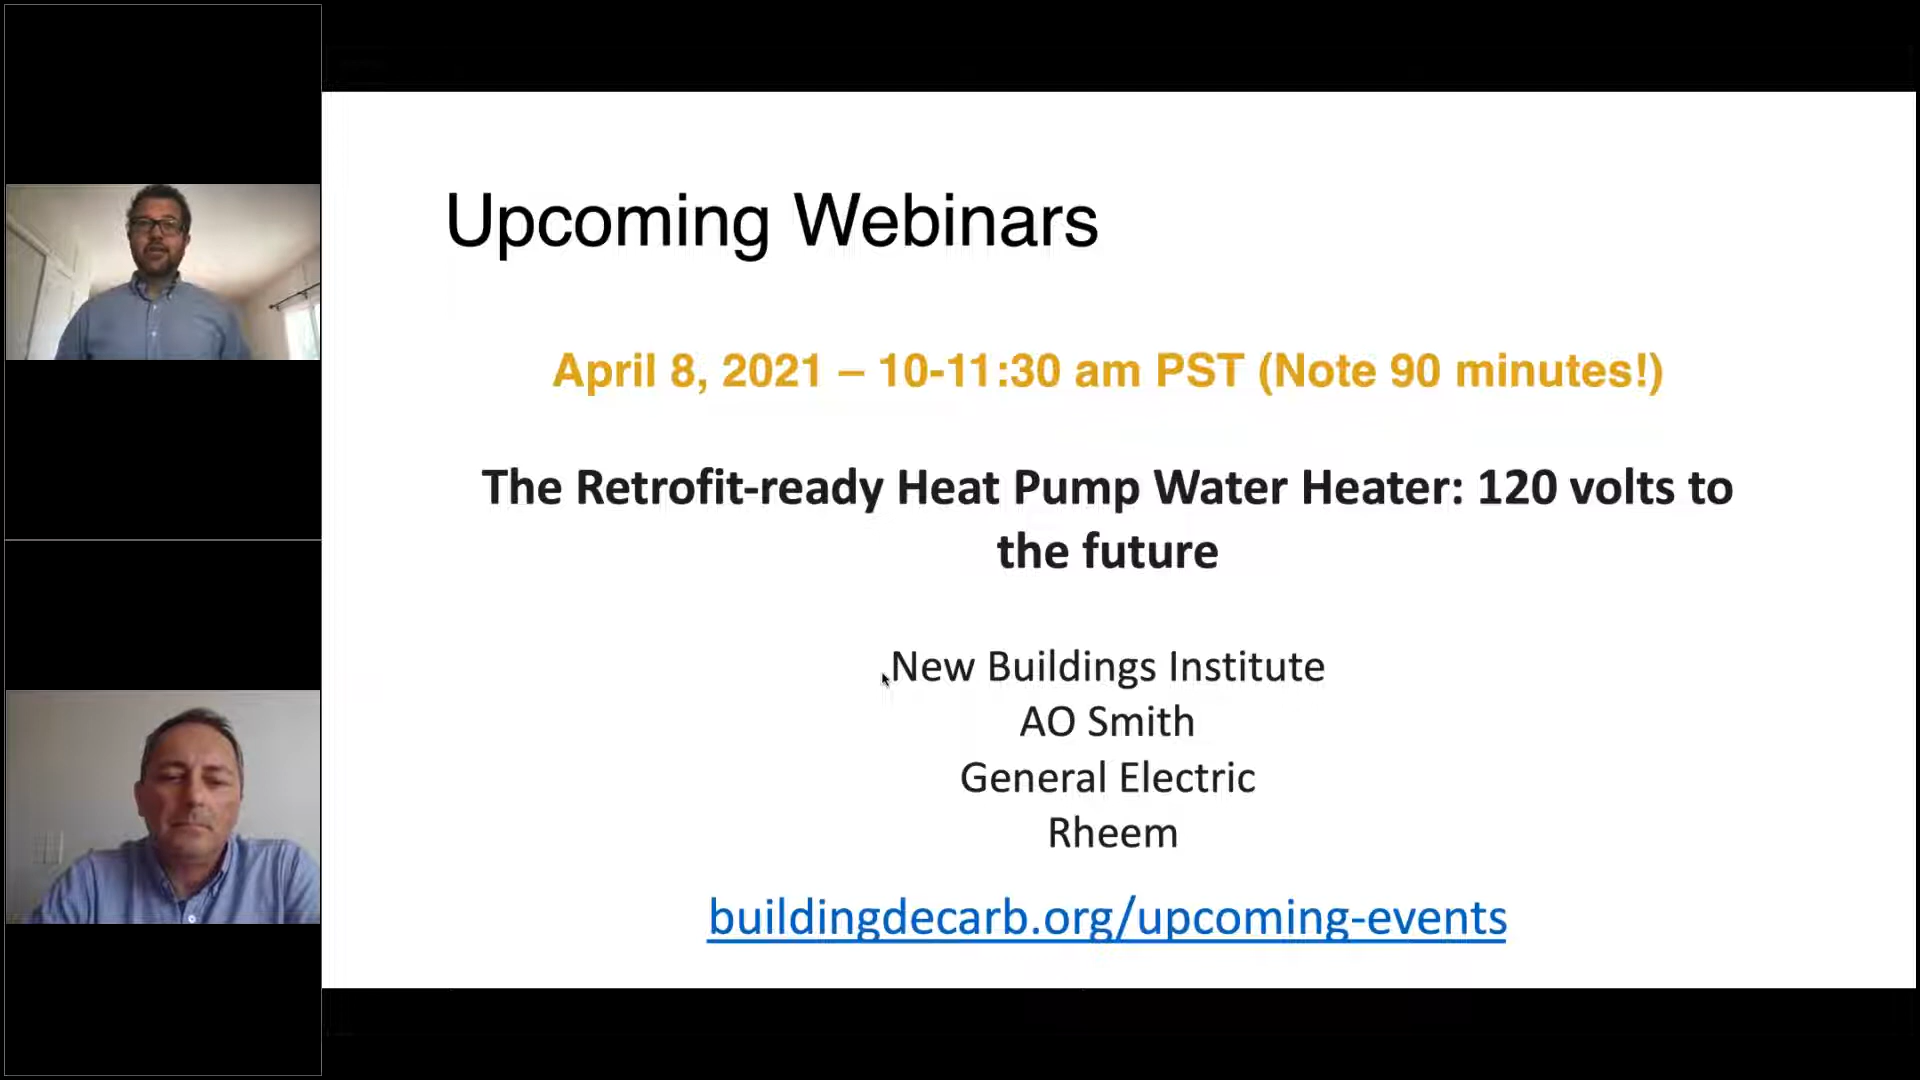 Upcoming Webinars
April 8, 2021 – 10-11:30 am PST (Note 90 minutes!)
The Retrofit-ready Heat Pump Water Heater: 120 volts to
the future
New Buildings Institute
AO Smith
General Electric
Rheem
buildingdecarb.org/upcoming-events